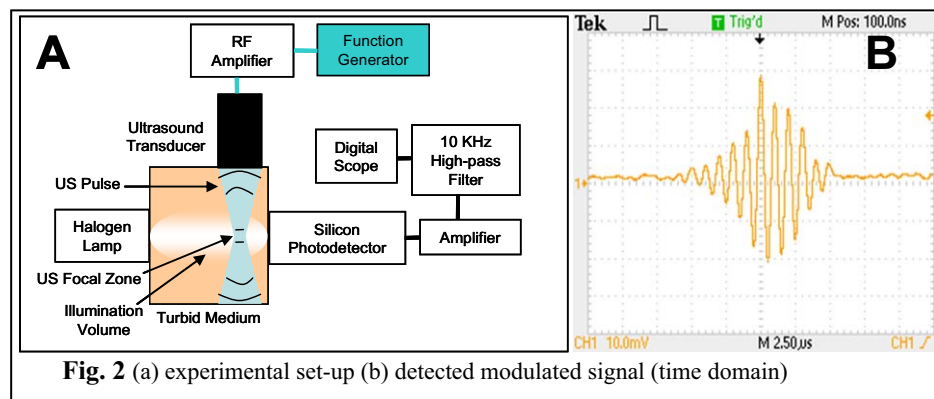 A
RF
Amplifier
Function
Generator
Ultrasound
Transducer
US Pulse
Digital
Scope
10 KHz
High-pass
Filter
Halogen
Lamp
Silicon
Photodetector
Amplifier
US Focal Zone
Illumination
Volume
Turbid Medium
Tek T Trig'd M Pos: 100.0ns
B
1
CH1 10.0mV M 2.50µs CH1
Fig. 2 (a) experimental set-up (b) detected modulated signal (time domain)